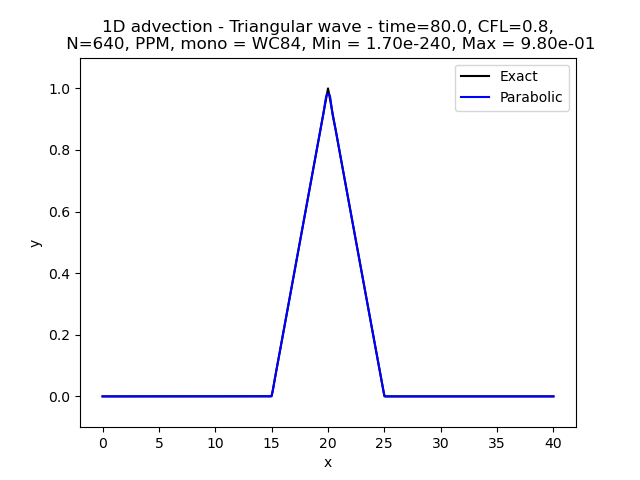 1D advection - Triangular wave - time=80.0, CFL=0.8,
N=640, PPM, mono = WC84, Min = 1.70e-240, Max = 9.80e-01
Exact
Parabolic
1.0
0.8
0.6
0.4
0.2
0.0
y
0 5 10 15 20 25 30 35 40
x